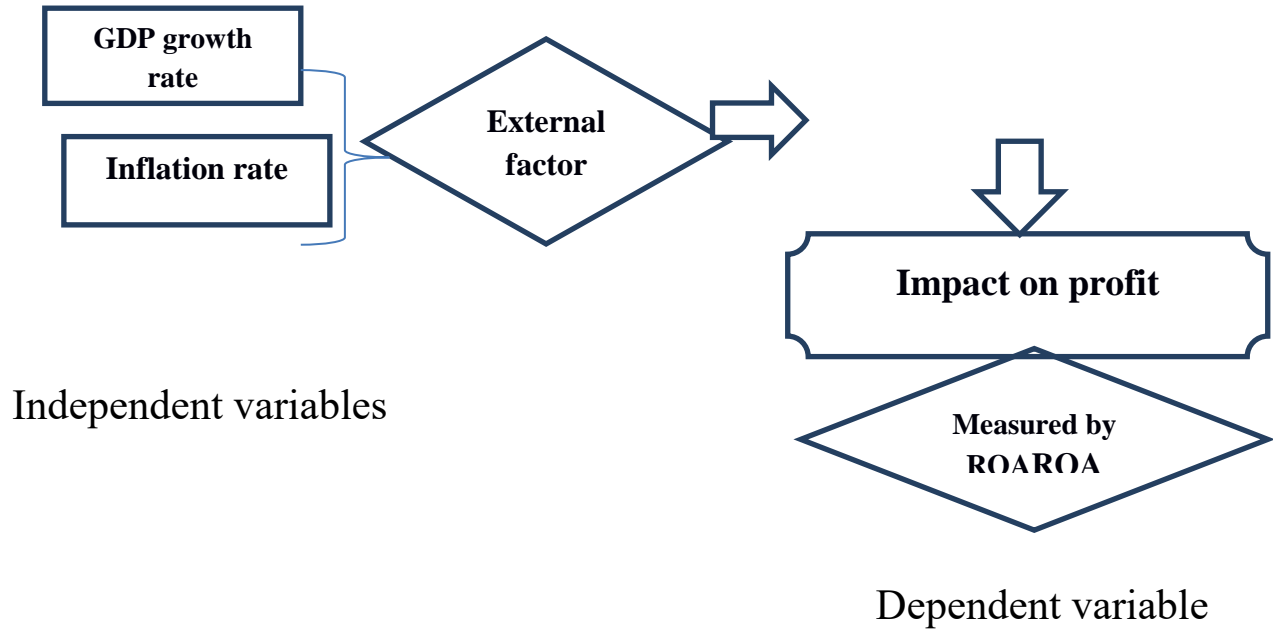 GDP growth
rate
Inflation rate
External
factor
Impact on profit
Independent variables
Measured by
ROAROA
Dependent variable